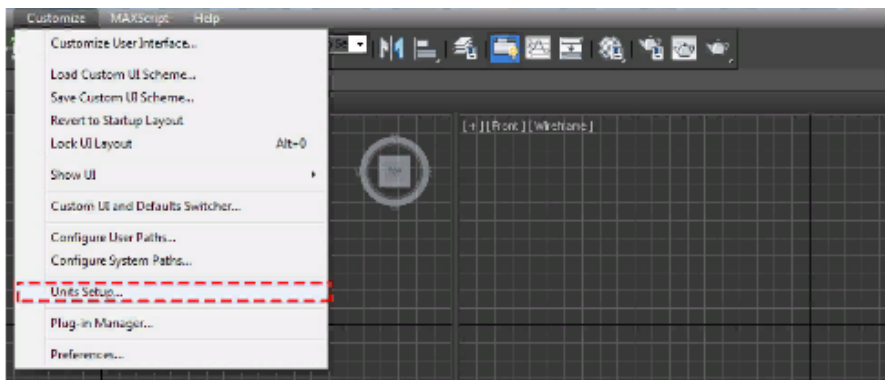 Customize MAXScript Help
Customize User Interface...
Load Custom UI Scheme...
Save Custom UI Scheme...
Revert to Startup Layout
Lock UI Layout Alt+0
Show UI
Custom UI and Defaults Switcher...
Configure User Paths...
Configure System Paths...
Units Setup...
Plug-in Manager...
Preferences...
[+][Front][Wireframe]